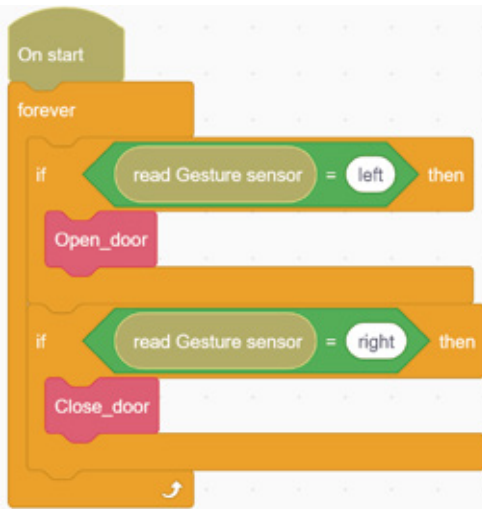 On start
forever
if read Gesture sensor = left then
Open_door
if read Gesture sensor = right then
Close_door